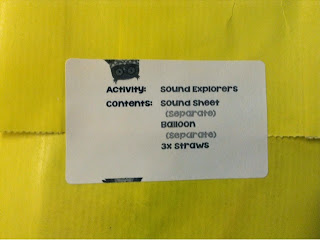 Activity: Sound Explorers
Contents: Sound Sheet
(Separate)
Balloon
(Separate)
3x Straws